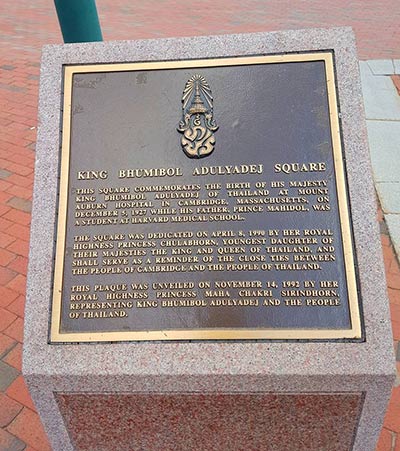 KING BHUMIBOL ADULYADEJ SQUARE
THIS SQUARE COMMEMORATES THE BIRTH OF HIS MAJESTY
KING BHUMIBOL ADULYADEJ OF THAILAND AT MOUNT
AUBURN HOSPITAL IN CAMBRIDGE, MASSACHUSETTS, ON
DECEMBER 5, 1927 WHILE HIS FATHER, PRINCE MAHIDOL, WAS
A STUDENT AT HARVARD MEDICAL SCHOOL.
THE SQUARE WAS DEDICATED ON APRIL 8, 1990 BY HER ROYAL
HIGHNESS PRINCESS CHULABHORN, YOUNGEST DAUGHTER OF
THEIR MAJESTIES THE KING AND QUEEN OF THAILAND, AND
SHALL SERVE AS A REMINDER OF THE CLOSE TIES BETWEEN
THE PEOPLE OF CAMBRIDGE AND THE PEOPLE OF THAILAND.
THIS PLAQUE WAS UNVEILED ON NOVEMBER 14, 1992 BY HER
ROYAL HIGHNESS PRINCESS MAHA CHAKRI SIRINDHORN,
REPRESENTING KING BHUMIBOL ADULYADEJ AND THE PEOPLE
OF THAILAND.